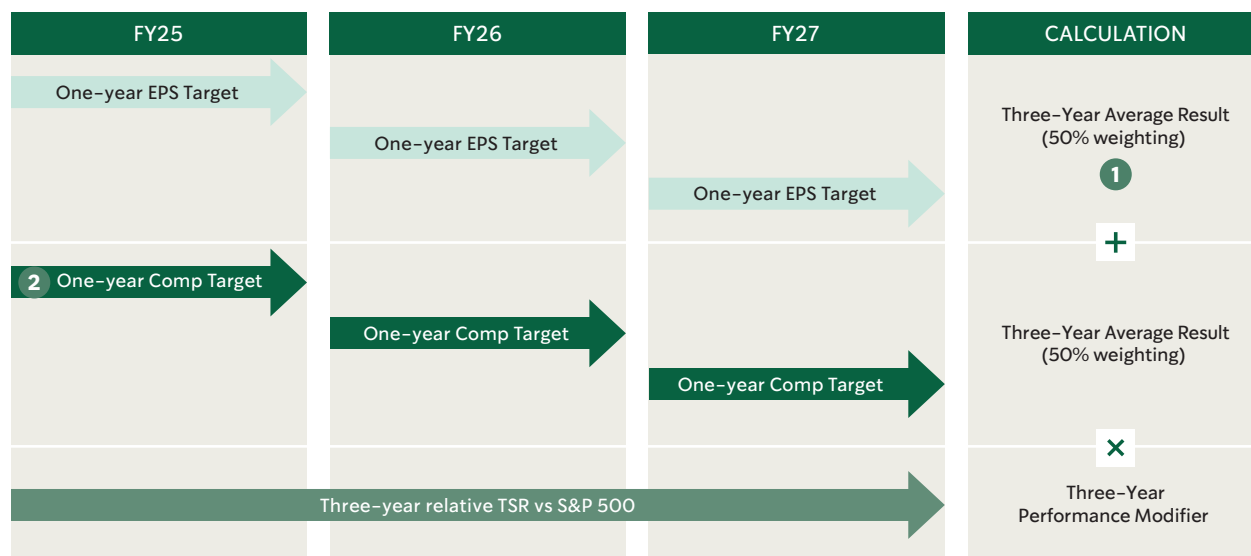 FY25
FY26
FY27
CALCULATION
One-year EPS Target
One-year EPS Target
One-year EPS Target
Three-Year Average Result
(50% weighting)
1
+
2 One-year Comp Target
One-year Comp Target
One-year Comp Target
Three-Year Average Result
(50% weighting)
×
Three-year relative TSR vs S&P 500
Three-Year
Performance Modifier